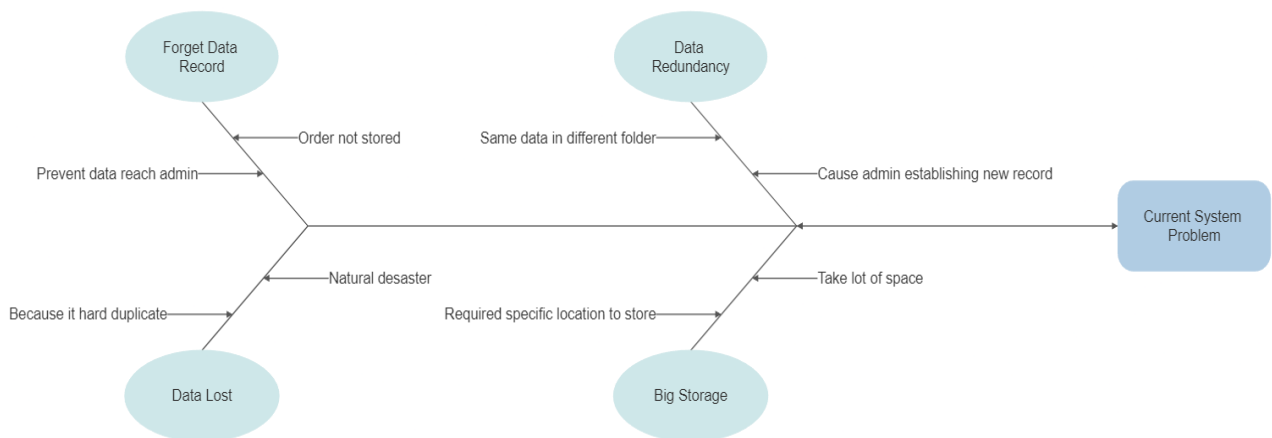 Forget Data
Record
Data
Redundancy
Order not stored
Same data in different folder
Prevent data reach admin
Cause admin establishing new record
Current System
Problem
Natural desaster
Take lot of space
Because it hard duplicate
Required specific location to store
Data Lost
Big Storage